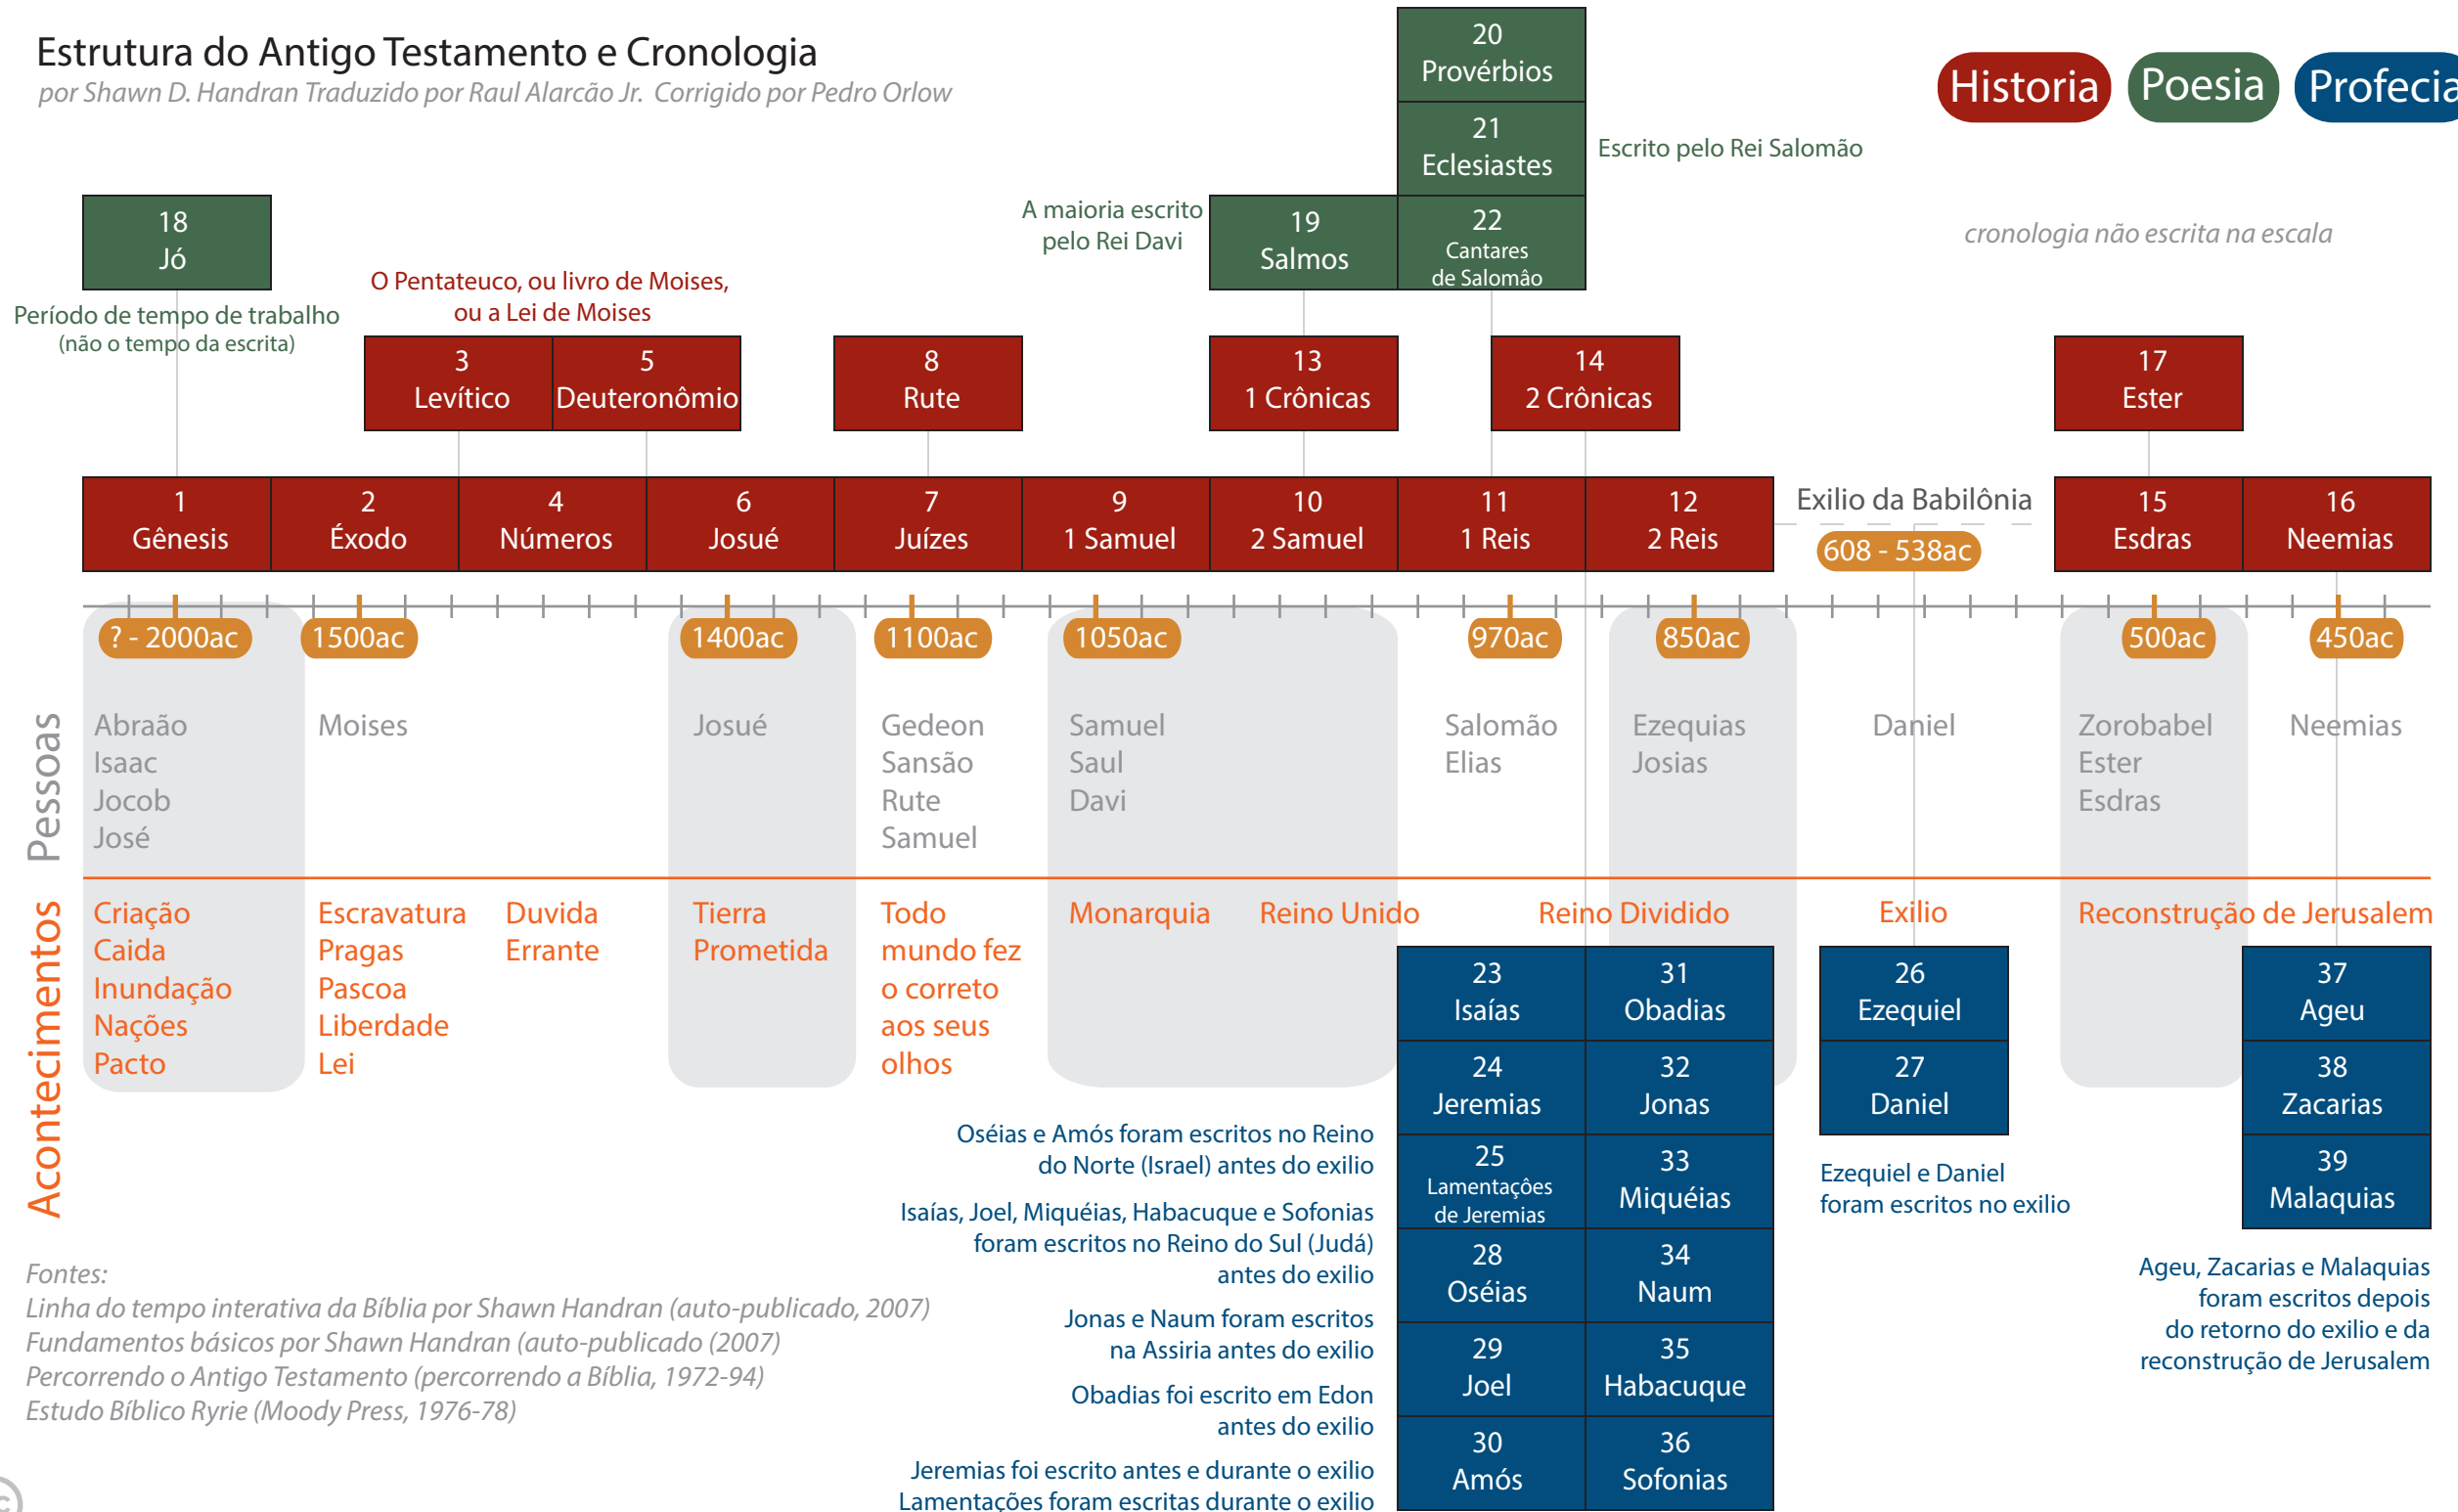 Estrutura do Antigo Testamento e Cronologia
por Shawn D. Handran Traduzido por Raul Alarcão Jr. Corrigido por Pedro Orlow
Historia
Poesia
Profecia
20
Provérbios
21
Eclesiastes
Escrito pelo Rei Salomão
18
Jó
A maioria escrito
pelo Rei Davi
19
Salmos
22
Cantares
de Salomâo
cronologia não escrita na escala
Período de tempo de trabalho
(não o tempo da escrita)
O Pentateuco, ou livro de Moises,
ou a Lei de Moises
3
Levítico
5
Deuteronômio
8
Rute
13
1 Crônicas
14
2 Crônicas
17
Ester
1
Gênesis
2
Éxodo
4
Números
6
Josué
7
Juízes
9
1 Samuel
10
2 Samuel
11
1 Reis
12
2 Reis
Exilio da Babilônia
608 - 538ac
15
Esdras
16
Neemias
? - 2000ac
1500ac
1400ac
1100ac
1050ac
970ac
850ac
500ac
450ac
Pessoas
Abraão
Isaac
Jocob
José
Moises
Josué
Gedeon
Sansão
Rute
Samuel
Samuel
Saul
Davi
Salomão
Elias
Ezequias
Josias
Daniel
Zorobabel
Ester
Esdras
Neemias
Acontecimentos
Criação
Caida
Inundação
Nações
Pacto
Escravatura
Pragas
Pascoa
Liberdade
Lei
Duvida
Errante
Tierra
Prometida
Todo
mundo fez
o correto
aos seus
olhos
Monarquia
Reino Unido
Reino Dividido
Exilio
Reconstrução de Jerusalem
23
Isaías
31
Obadias
24
Jeremias
32
Jonas
25
Lamentaçôes
de Jeremias
33
Miquéias
28
Oséias
34
Naum
29
Joel
35
Habacuque
30
Amós
36
Sofonias
26
Ezequiel
27
Daniel
Ezequiel e Daniel
foram escritos no exilio
37
Ageu
38
Zacarias
39
Malaquias
Ageu, Zacarias e Malaquias
foram escritos depois
do retorno do exilio e da
reconstrução de Jerusalem
Oséias e Amós foram escritos no Reino
do Norte (Israel) antes do exilio
Isaías, Joel, Miquéias, Habacuque e Sofonias
foram escritos no Reino do Sul (Judá)
antes do exilio
Jonas e Naum foram escritos
na Assiria antes do exilio
Obadias foi escrito em Edon
antes do exilio
Jeremias foi escrito antes e durante o exilio
Lamentações foram escritas durante o exilio
Fontes:
Linha do tempo interativa da Bíblia por Shawn Handran (auto-publicado, 2007)
Fundamentos básicos por Shawn Handran (auto-publicado (2007)
Percorrendo o Antigo Testamento (percorrendo a Bíblia, 1972-94)
Estudo Bíblico Ryrie (Moody Press, 1976-78)